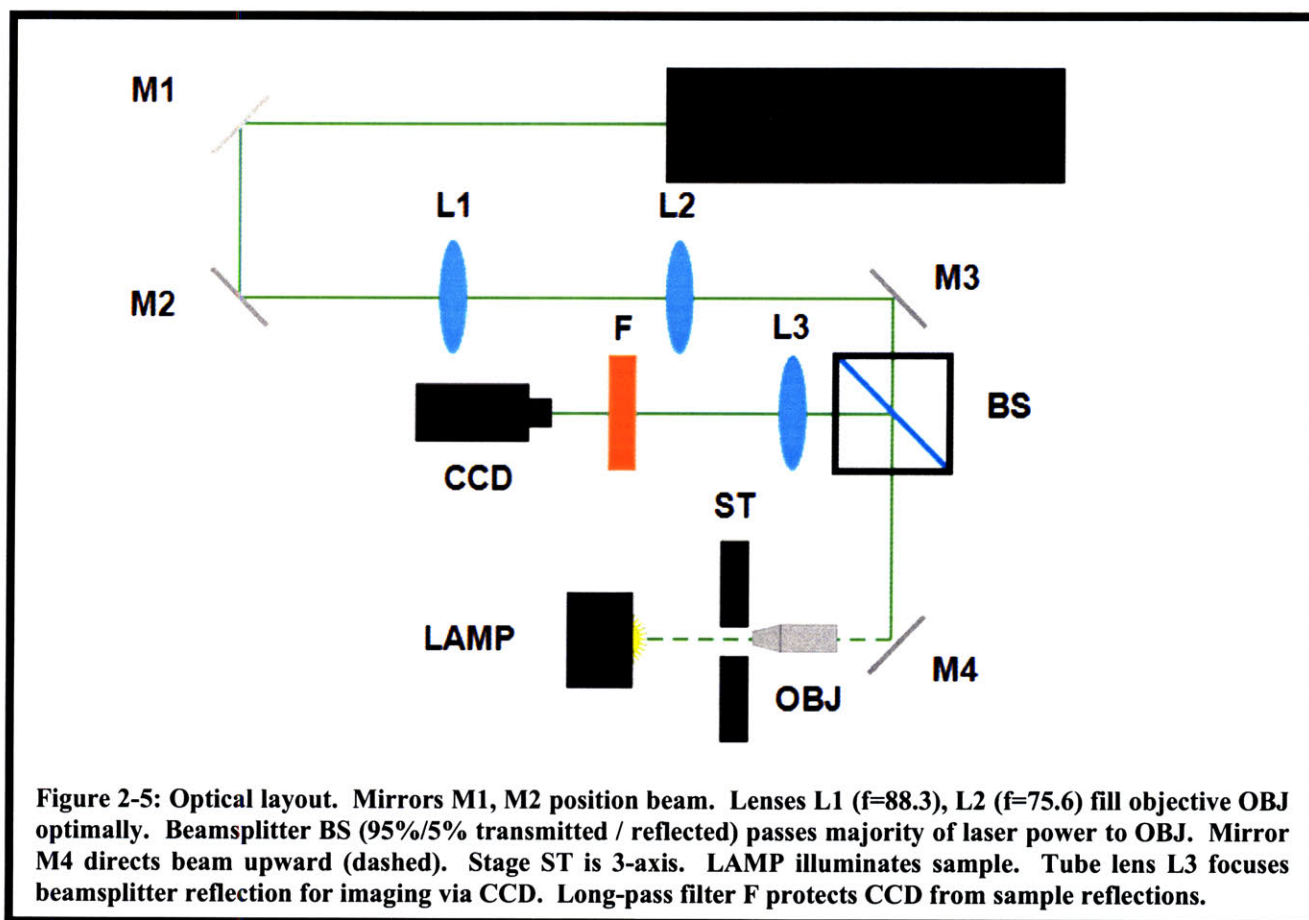 M1
L1
L2
M2
M3
F
L3
BS
CCD
ST
LAMP
M4
OBJ
Figure 2-5: Optical layout. Mirrors M1, M2 position beam. Lenses L1 (f=88.3), L2 (f=75.6) fill objective OBJ
optimally. Beamsplitter BS (95%/5% transmitted / reflected) passes majority of laser power to OBJ. Mirror
M4 directs beam upward (dashed). Stage ST is 3-axis. LAMP illuminates sample. Tube lens L3 focuses
beamsplitter reflection for imaging via CCD. Long-pass filter F protects CCD from sample reflections.